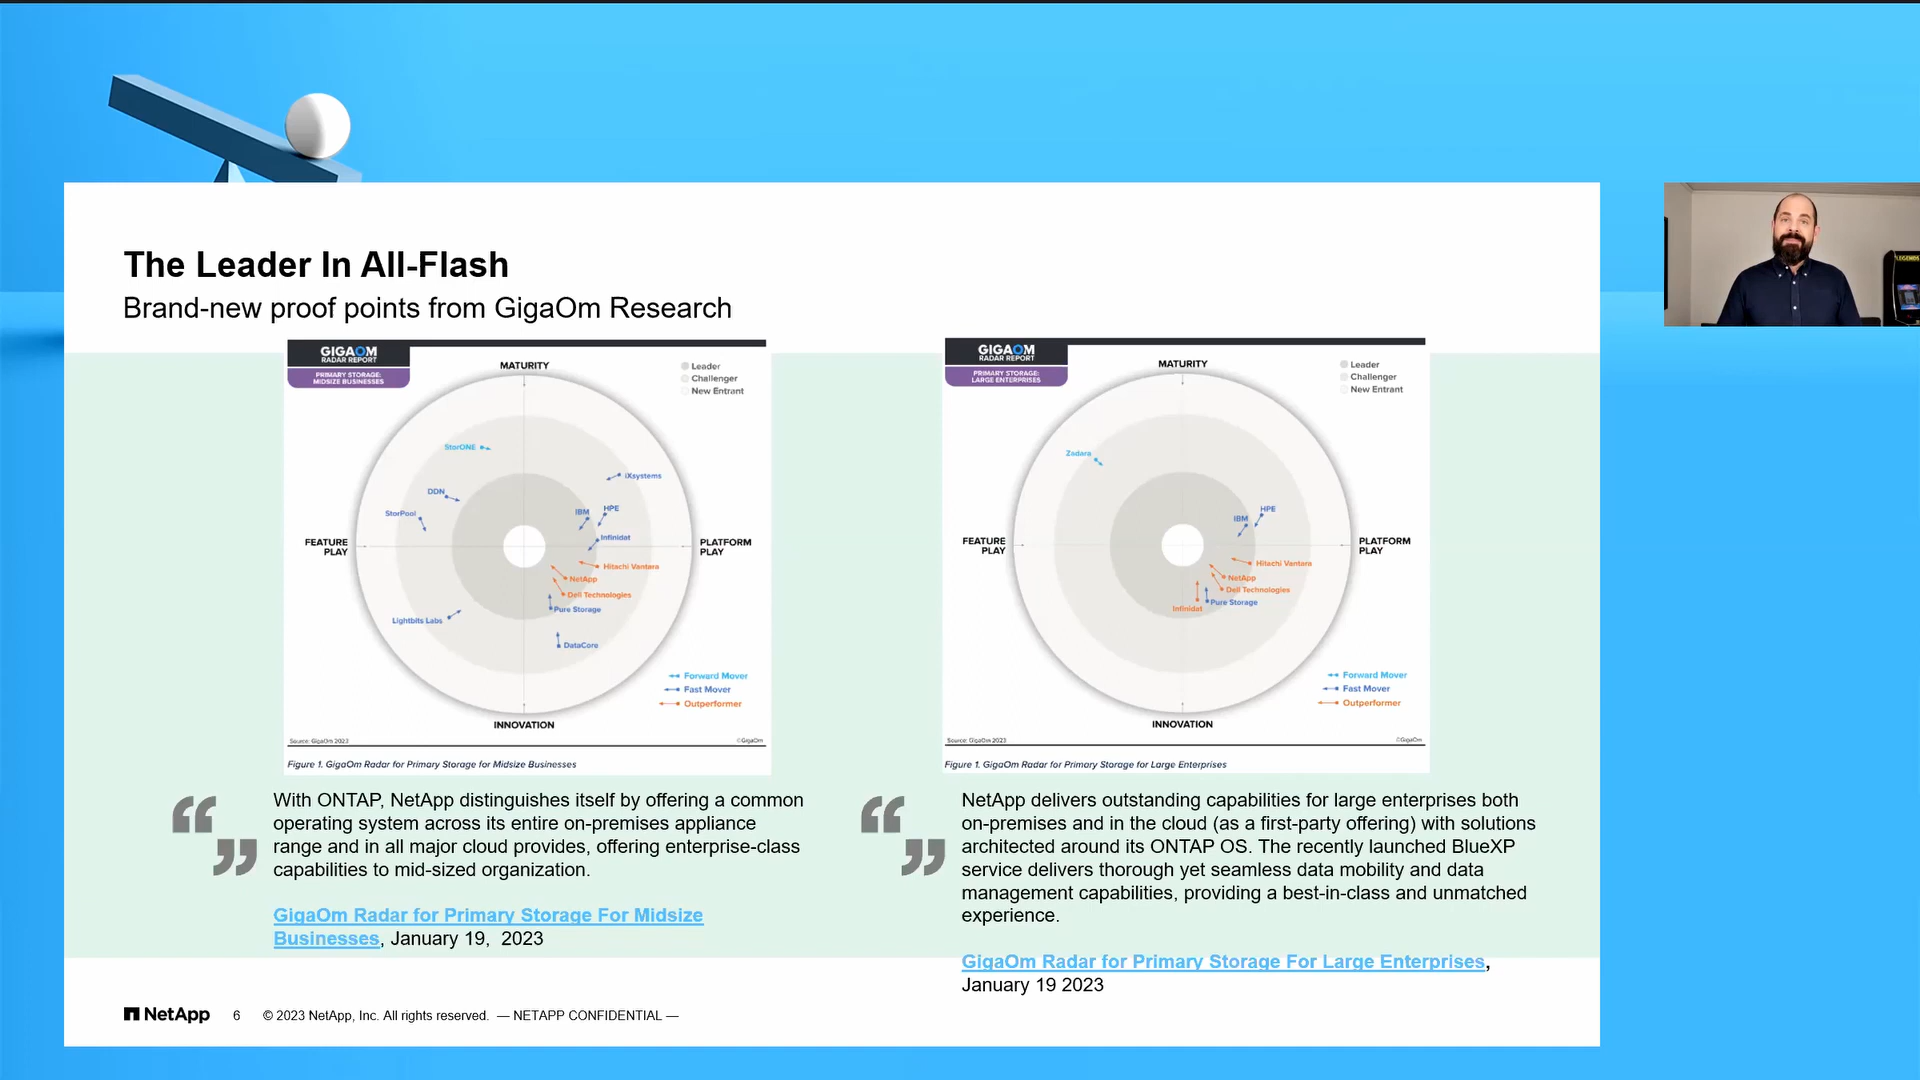 The Leader In All-Flash
Brand-new proof points from GigaOm Research
GIGAOM
RADAR REPORT
PRIMARY STORAGE:
MIDSIZE BUSINESSES
MATURITY
Leader
Challenger
New Entrant
StorONE
iXsystems
DDN
StorPool
IBM
HPE
Infinidat
FEATURE
PLAY
PLATFORM
PLAY
Hitachi Vantara
NetApp
Dell Technologies
Pure Storage
Lightbits Labs
DataCore
Forward Mover
Fast Mover
Outperformer
INNOVATION
Source: GigaOm 2023
©GigaOm
Figure 1. GigaOm Radar for Primary Storage for Midsize Businesses
GIGAOM
RADAR REPORT
PRIMARY STORAGE:
LARGE ENTERPRISES
MATURITY
Leader
Challenger
New Entrant
Zadara
HPE
IBM
FEATURE
PLAY
PLATFORM
PLAY
Hitachi Vantara
NetApp
Dell Technologies
Pure Storage
Infinidat
Forward Mover
Fast Mover
Outperformer
INNOVATION
Source: GigaOm 2023
©GigaOm
Figure 1. GigaOm Radar for Primary Storage for Large Enterprises
With ONTAP, NetApp distinguishes itself by offering a common
operating system across its entire on-premises appliance
range and in all major cloud provides, offering enterprise-class
capabilities to mid-sized organization.
GigaOm Radar for Primary Storage For Midsize
Businesses, January 19, 2023
NetApp delivers outstanding capabilities for large enterprises both
on-premises and in the cloud (as a first-party offering) with solutions
architected around its ONTAP OS. The recently launched BlueXP
service delivers thorough yet seamless data mobility and data
management capabilities, providing a best-in-class and unmatched
experience.
GigaOm Radar for Primary Storage For Large Enterprises,
January 19 2023
NetApp 6 © 2023 NetApp, Inc. All rights reserved. — NETAPP CONFIDENTIAL —
LEGENDS